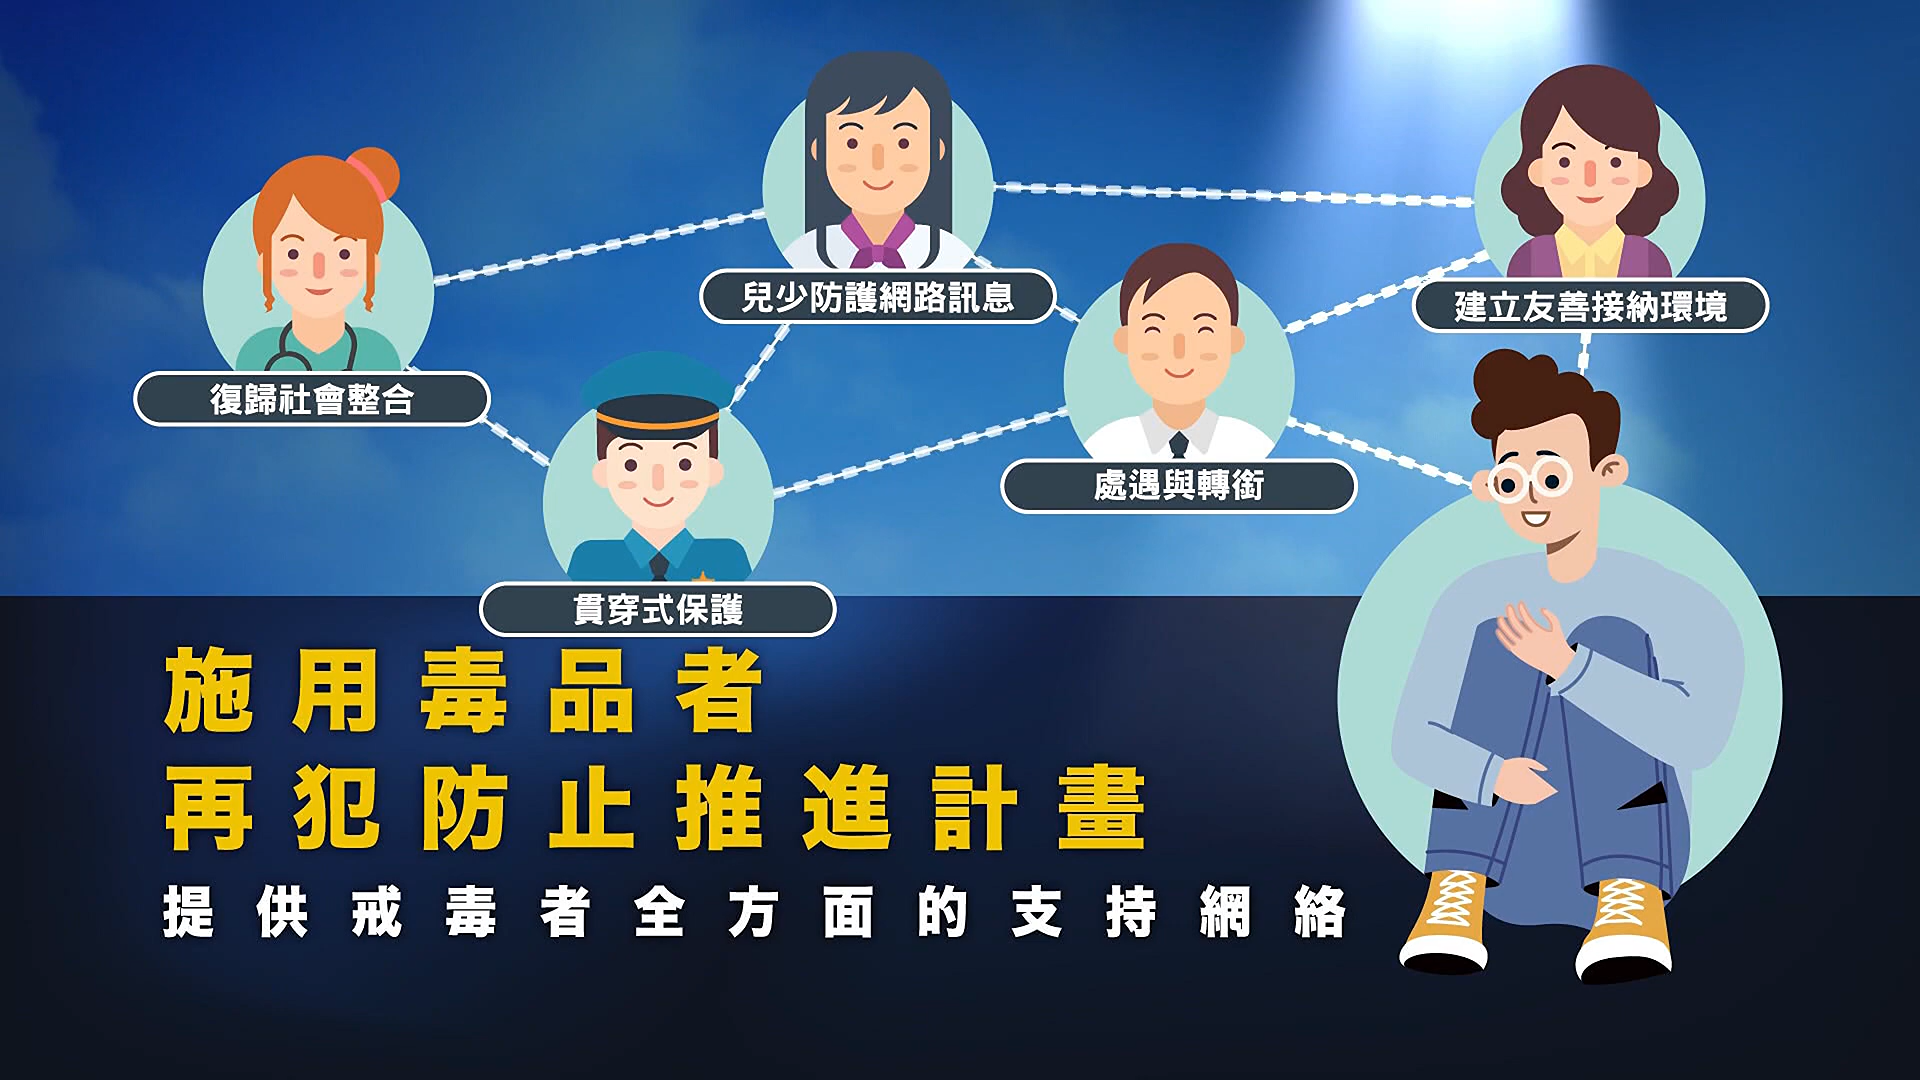 兒少防護網路訊息
建立友善接納環境
復歸社會整合
處遇與轉銜
貫穿式保護
施用毒品者
再犯防止推進計畫
提供戒毒者全方面的支持網絡